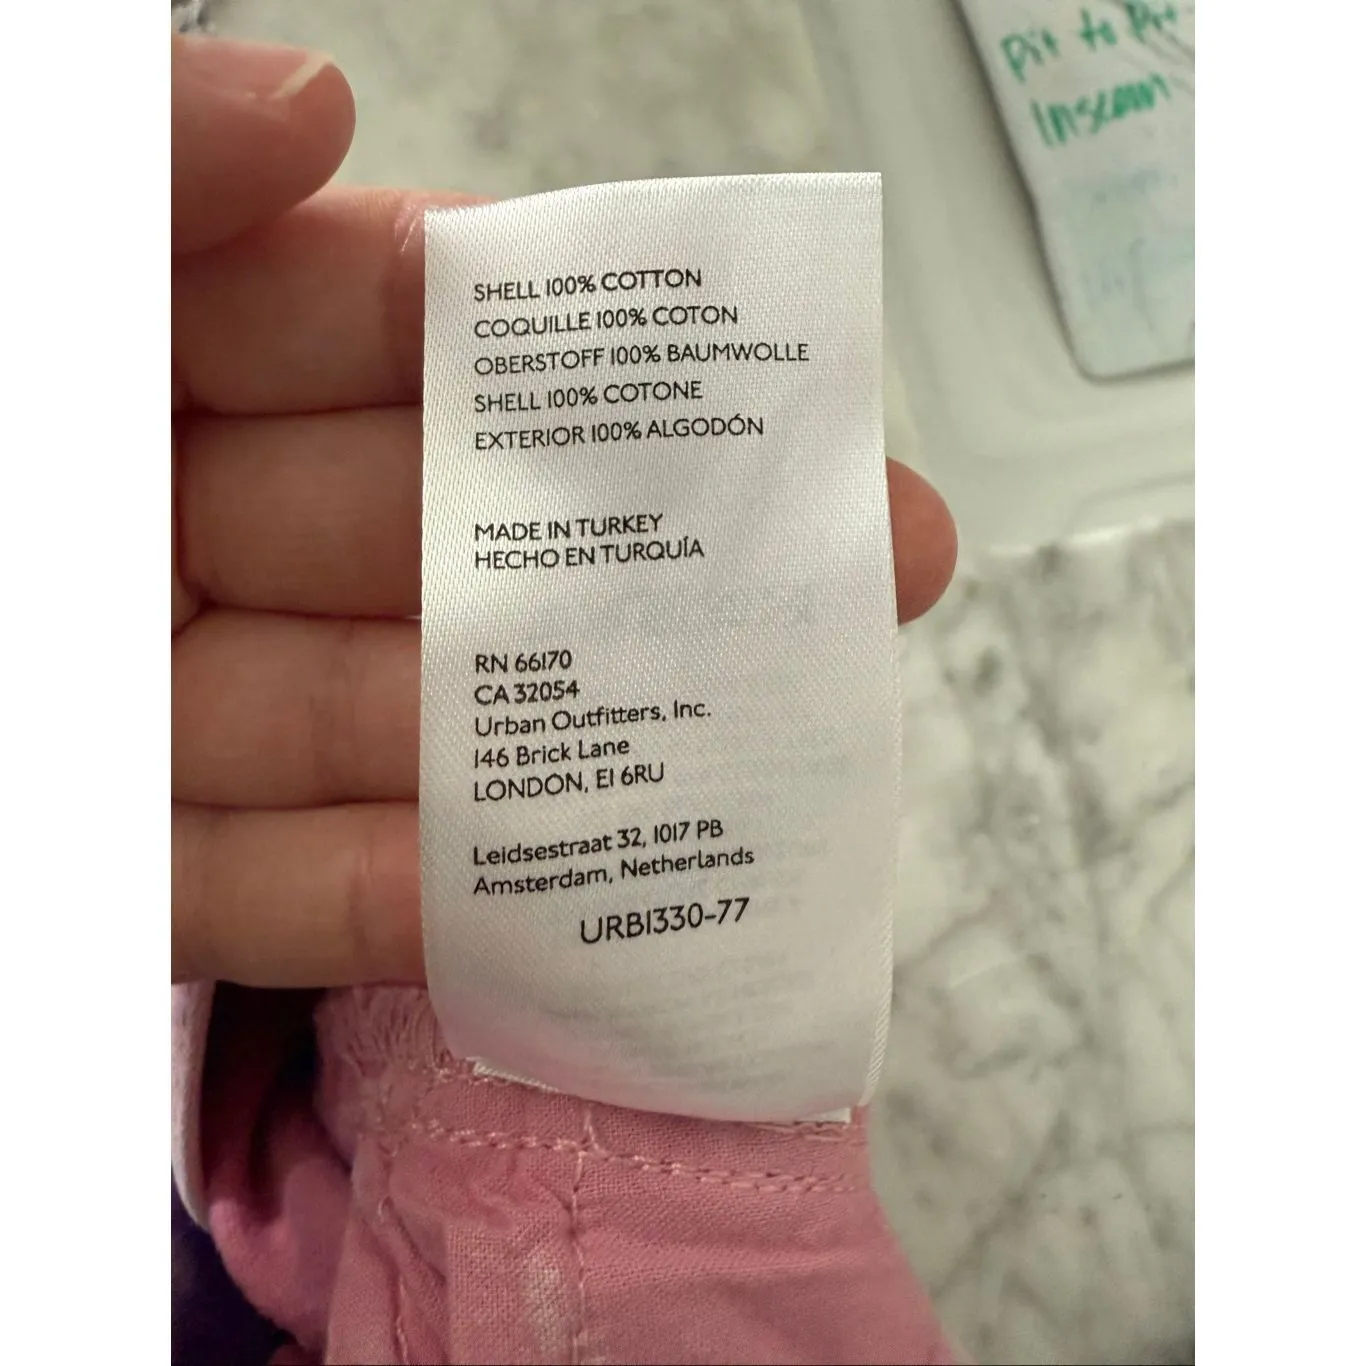 Pit to Pit
Inseam
SHELL 100% COTTON
COQUILLE 100% COTON
OBERSTOFF 100% BAUMWOLLE
SHELL 100% COTONE
EXTERIOR 100% ALGODÓN
MADE IN TURKEY
HECHO EN TURQUÍA
RN 66170
CA 32054
Urban Outfitters, Inc.
146 Brick Lane
LONDON, E1 6RU
Leidsestraat 32, 1017 PB
Amsterdam, Netherlands
URB1330-77